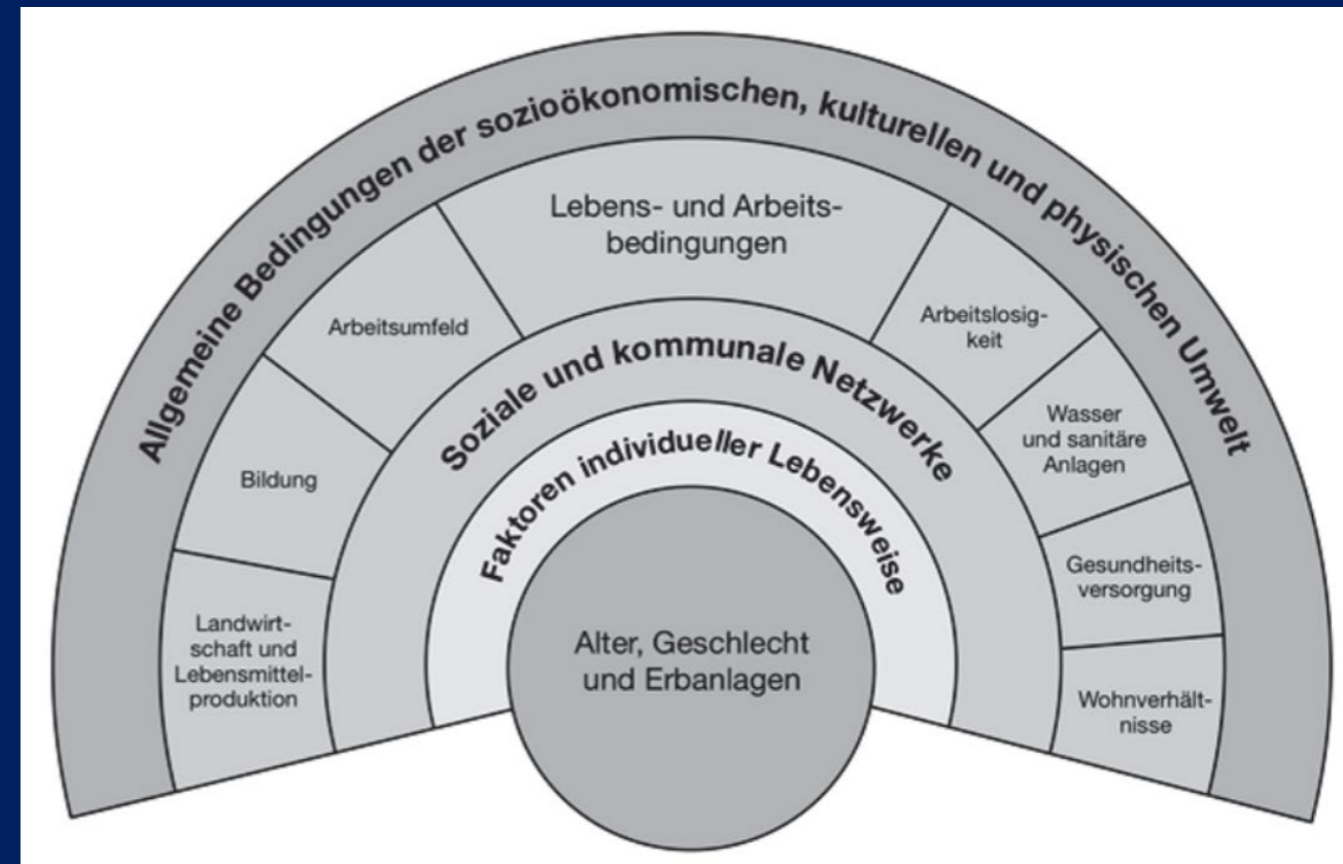 Allgemeine Bedingungen der sozioökonomischen, kulturellen und physischen Umwelt
Lebens- und Arbeits-
bedingungen
Arbeitsumfeld
Bildung
Landwirt-
schaft und
Lebensmittel-
produktion
Arbeitslosig-
keit
Wasser
und sanitäre
Anlagen
Gesundheits-
versorgung
Wohnverhält-
nisse
Soziale und kommunale Netzwerke
Faktoren individueller Lebensweise
Alter, Geschlecht
und Erbanlagen